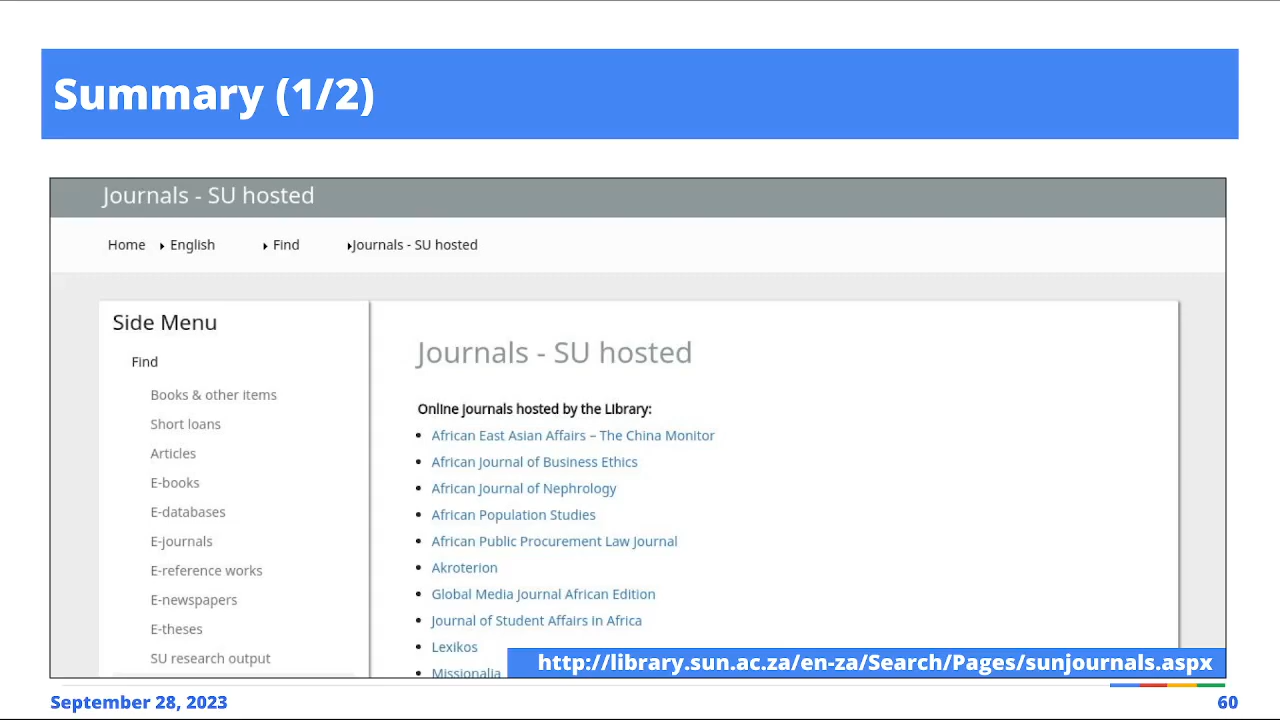 Summary (1/2)
Journals - SU hosted
Home English Find Journals - SU hosted
Side Menu
Find
Books & other items
Short loans
Articles
E-books
E-databases
E-journals
E-reference works
E-newspapers
E-theses
SU research output
Journals - SU hosted
Online journals hosted by the Library:
African East Asian Affairs – The China Monitor
African Journal of Business Ethics
African Journal of Nephrology
African Population Studies
African Public Procurement Law Journal
Akroterion
Global Media Journal African Edition
Journal of Student Affairs in Africa
Lexikos
Missionalia
http://library.sun.ac.za/en-za/Search/Pages/sunjournals.aspx
September 28, 2023
60